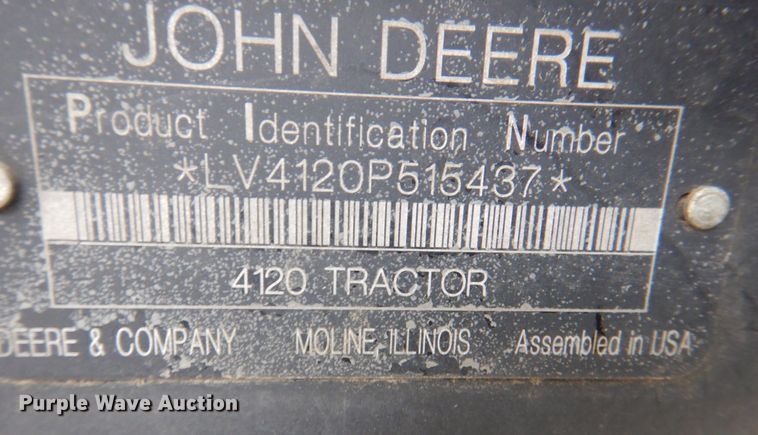 JOHN DEERE
Product Identification Number
*LV4120P515437*
4120 TRACTOR
DEERE & COMPANY MOLINE ILLINOIS Assembled in USA
Purple Wave Auction